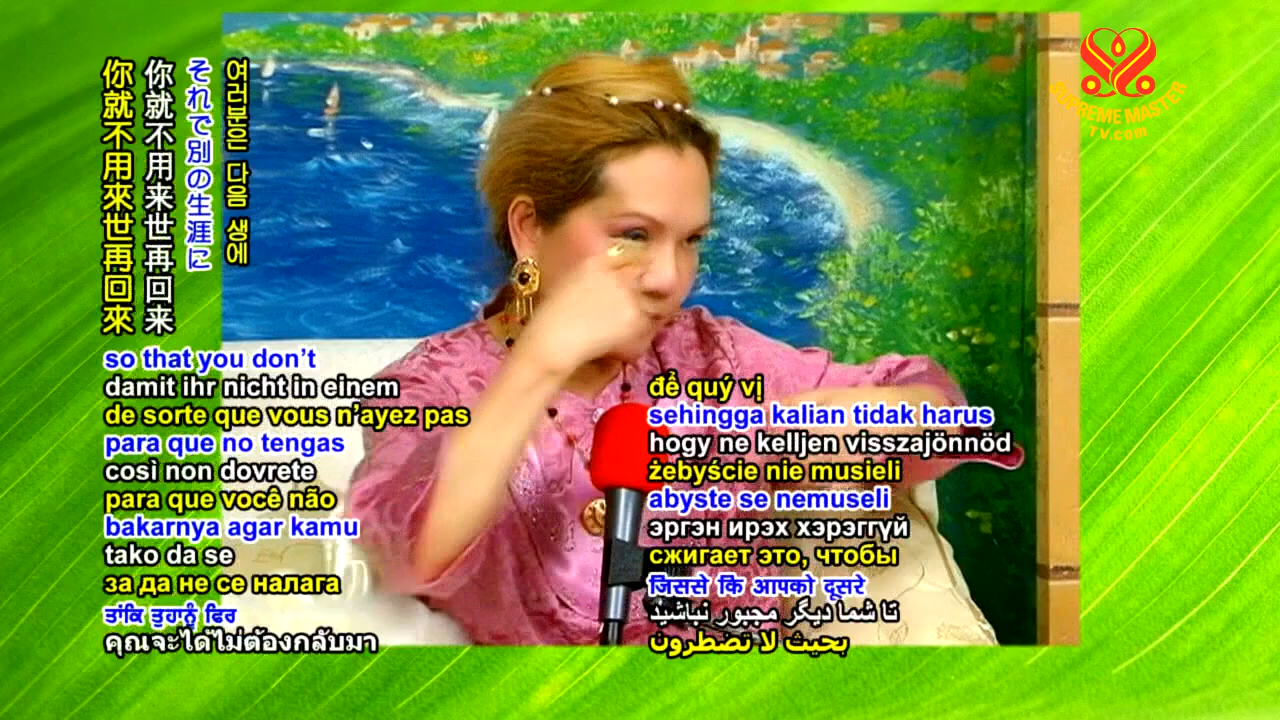 你就不用來世再回來
你就不用来世再回来
それで別の生涯に
여러분은 다음 생에
SUPREME MASTER
TV.com
so that you don't
damit ihr nicht in einem
de sorte que vous n'ayez pas
para que no tengas
così non dovrete
para que você não
bakarnya agar kamu
tako da se
за да не се налага
ਤਾਂਕਿ ਤੁਹਾਨੂੰ ਫਿਰ
คุณจะได้ไม่ต้องกลับมา
để quý vị
sehingga kalian tidak harus
hogy ne kelljen visszajönnöd
żebyście nie musieli
abyste se nemuseli
эргэн ирэх хэрэггүй
сжигает это, чтобы
जिससे कि आपको दूसरे
تا شما دیگر مجبور نباشید
بحيث لا تضطرون